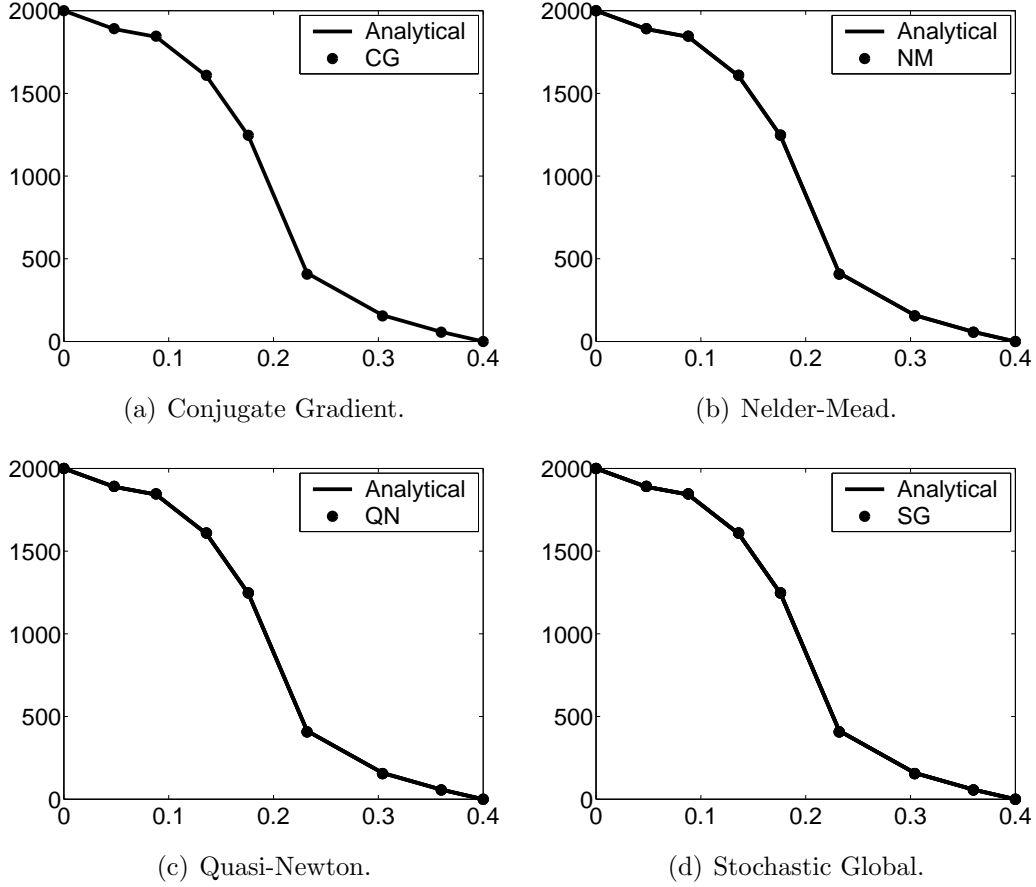 2000
1500
1000
500
0
0 0.1 0.2 0.3 0.4
Analytical
CG
(a) Conjugate Gradient.
2000
1500
1000
500
0
0 0.1 0.2 0.3 0.4
Analytical
NM
(b) Nelder-Mead.
2000
1500
1000
500
0
0 0.1 0.2 0.3 0.4
Analytical
QN
(c) Quasi-Newton.
2000
1500
1000
500
0
0 0.1 0.2 0.3 0.4
Analytical
SG
(d) Stochastic Global.